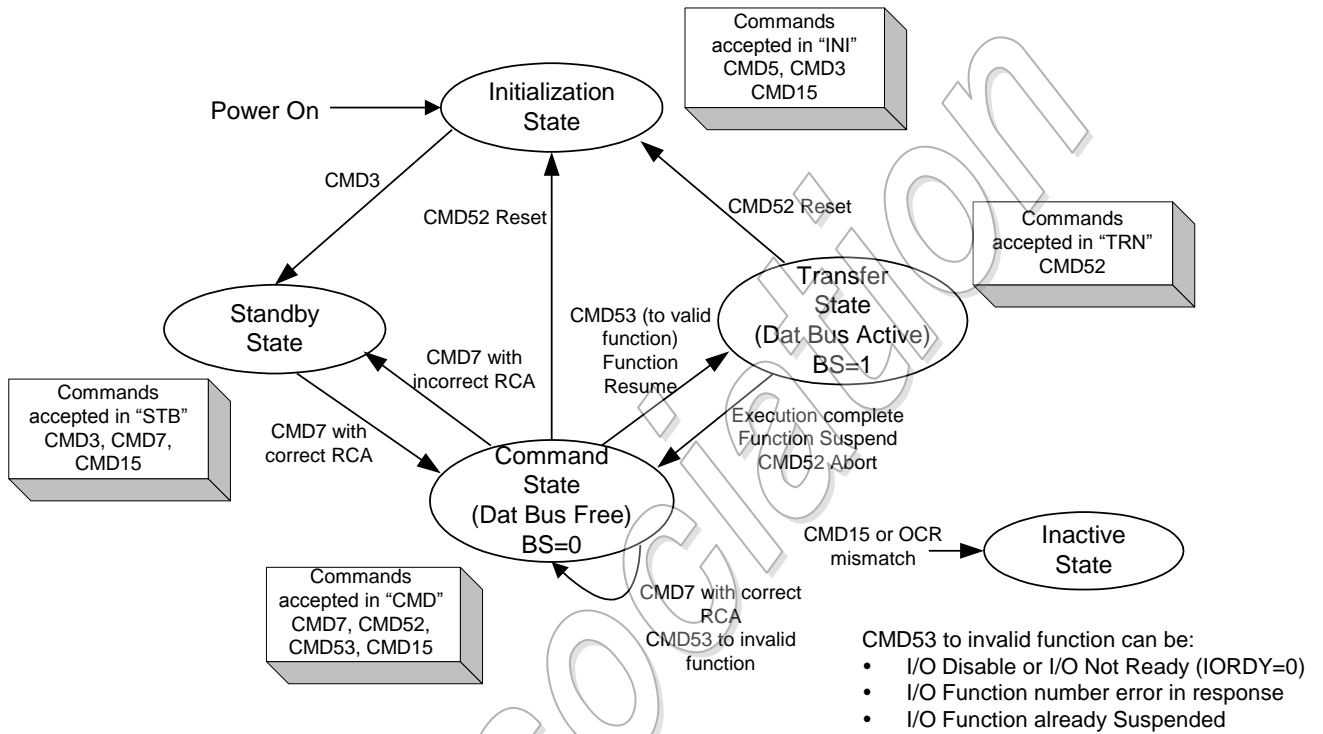 Commands
accepted in "INI"
CMD5, CMD3
CMD15
Initialization
State
Power On
CMD3
CMD52 Reset
CMD52 Reset
Commands
accepted in "TRN"
CMD52
Transfer
State
(Dat Bus Active)
BS=1
Standby
State
CMD53 (to valid
function)
Function
Resume
CMD7 with
incorrect RCA
Commands
accepted in "STB"
CMD3, CMD7,
CMD15
CMD7 with
correct RCA
Execution complete
Function Suspend
CMD52 Abort
Command
State
(Dat Bus Free)
BS=0
CMD15 or OCR
mismatch
Inactive
State
Commands
accepted in "CMD"
CMD7, CMD52,
CMD53, CMD15
CMD7 with correct
RCA
CMD53 to invalid
function
CMD53 to invalid function can be:
• I/O Disable or I/O Not Ready (IORDY=0)
• I/O Function number error in response
• I/O Function already Suspended
ociation